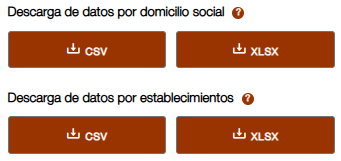 Descarga de datos por domicilio social ?
CSV XLSX
Descarga de datos por establecimientos ?
CSV XLSX